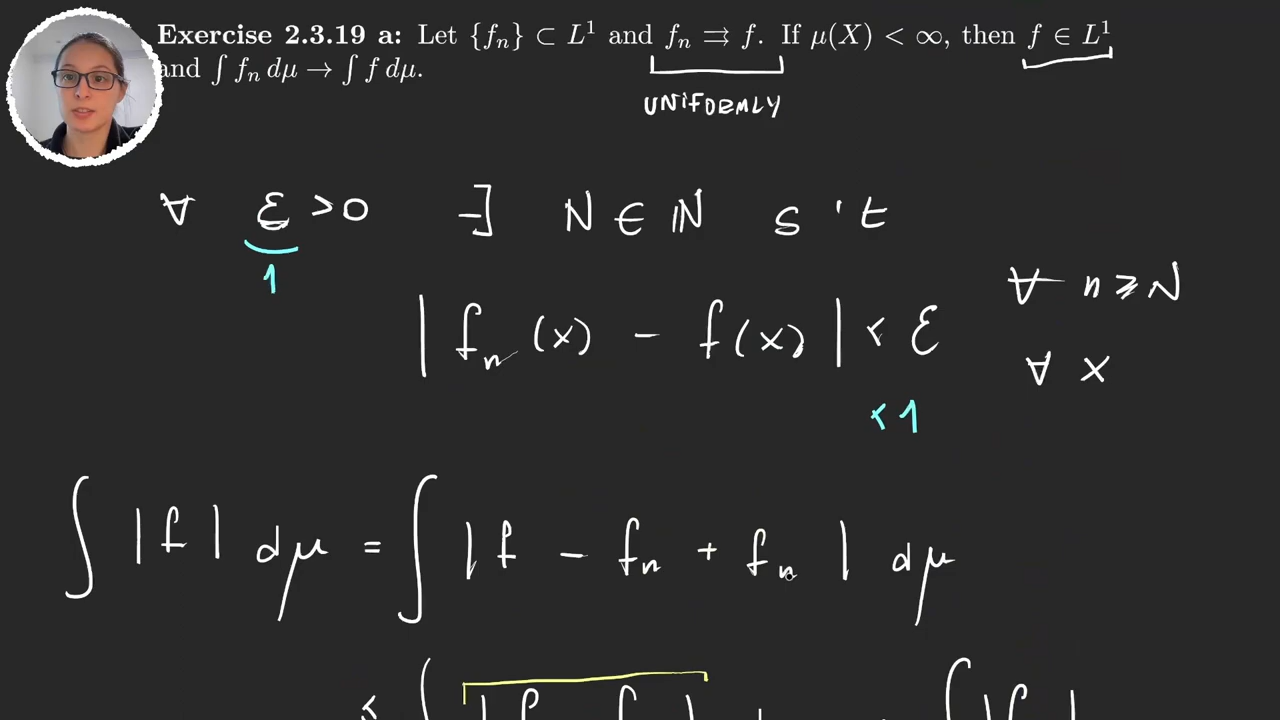 Exercise 2.3.19 a: Let {fₙ} ⊂ L¹ and fₙ ⇉ f. If μ(X) < ∞, then f ∈ L¹
and ∫ fₙ dμ → ∫ f dμ.
UNIFORMLY
∀ ε > 0 ∃ N ∈ ℕ s.t
1
∀ n ≥ N
| fₙ(x) − f(x) | < ε
∀ x
< 1
∫ |f| dμ = ∫ | f − fₙ + fₙ | dμ